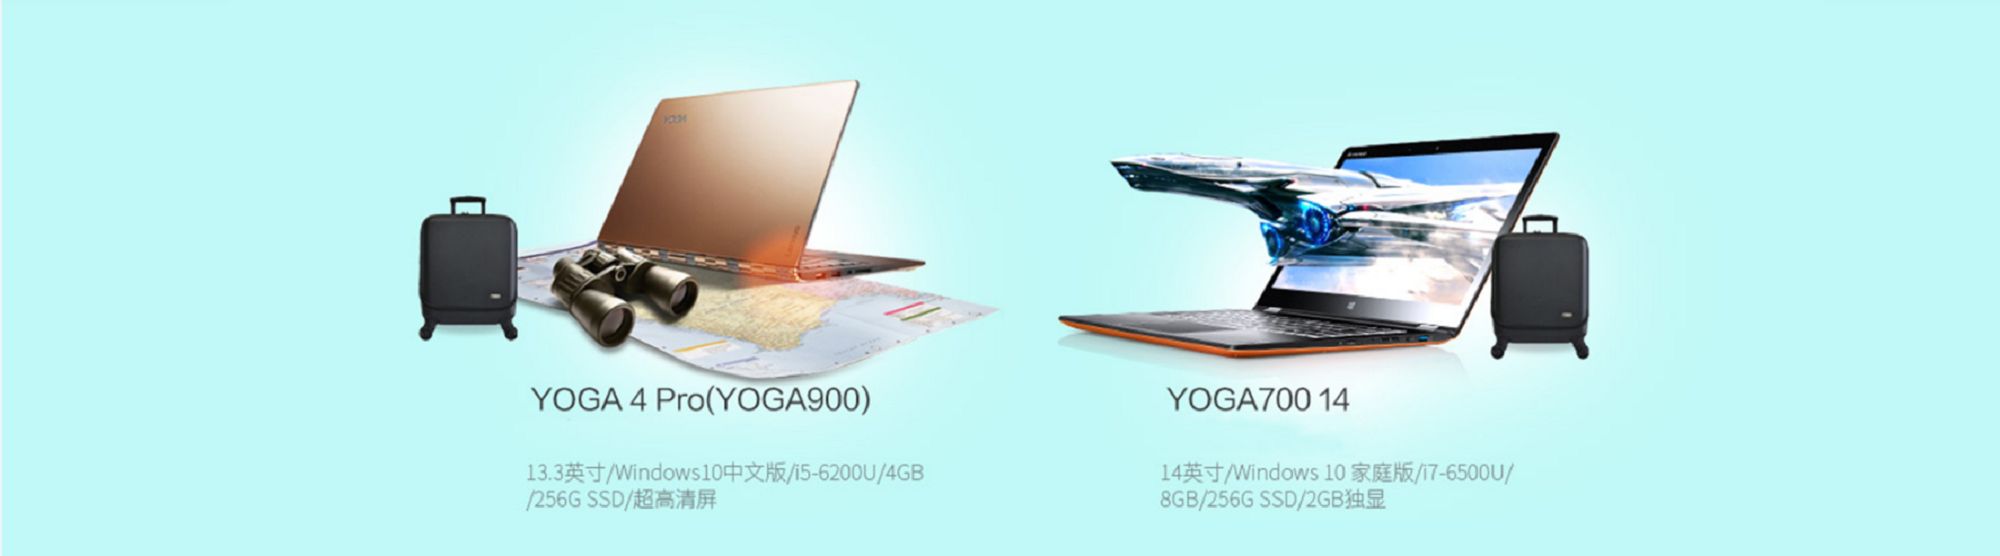 YOGA
YOGA 4 Pro(YOGA900)
13.3英寸/Windows10中文版/i5-6200U/4GB
/256G SSD/超高清屏
YOGA700 14
14英寸/Windows 10 家庭版/i7-6500U/
8GB/256G SSD/2GB独显